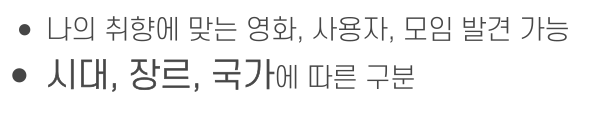 • 나의 취향에 맞는 영화, 사용자, 모임 발견 가능
• 시대, 장르, 국가에 따른 구분